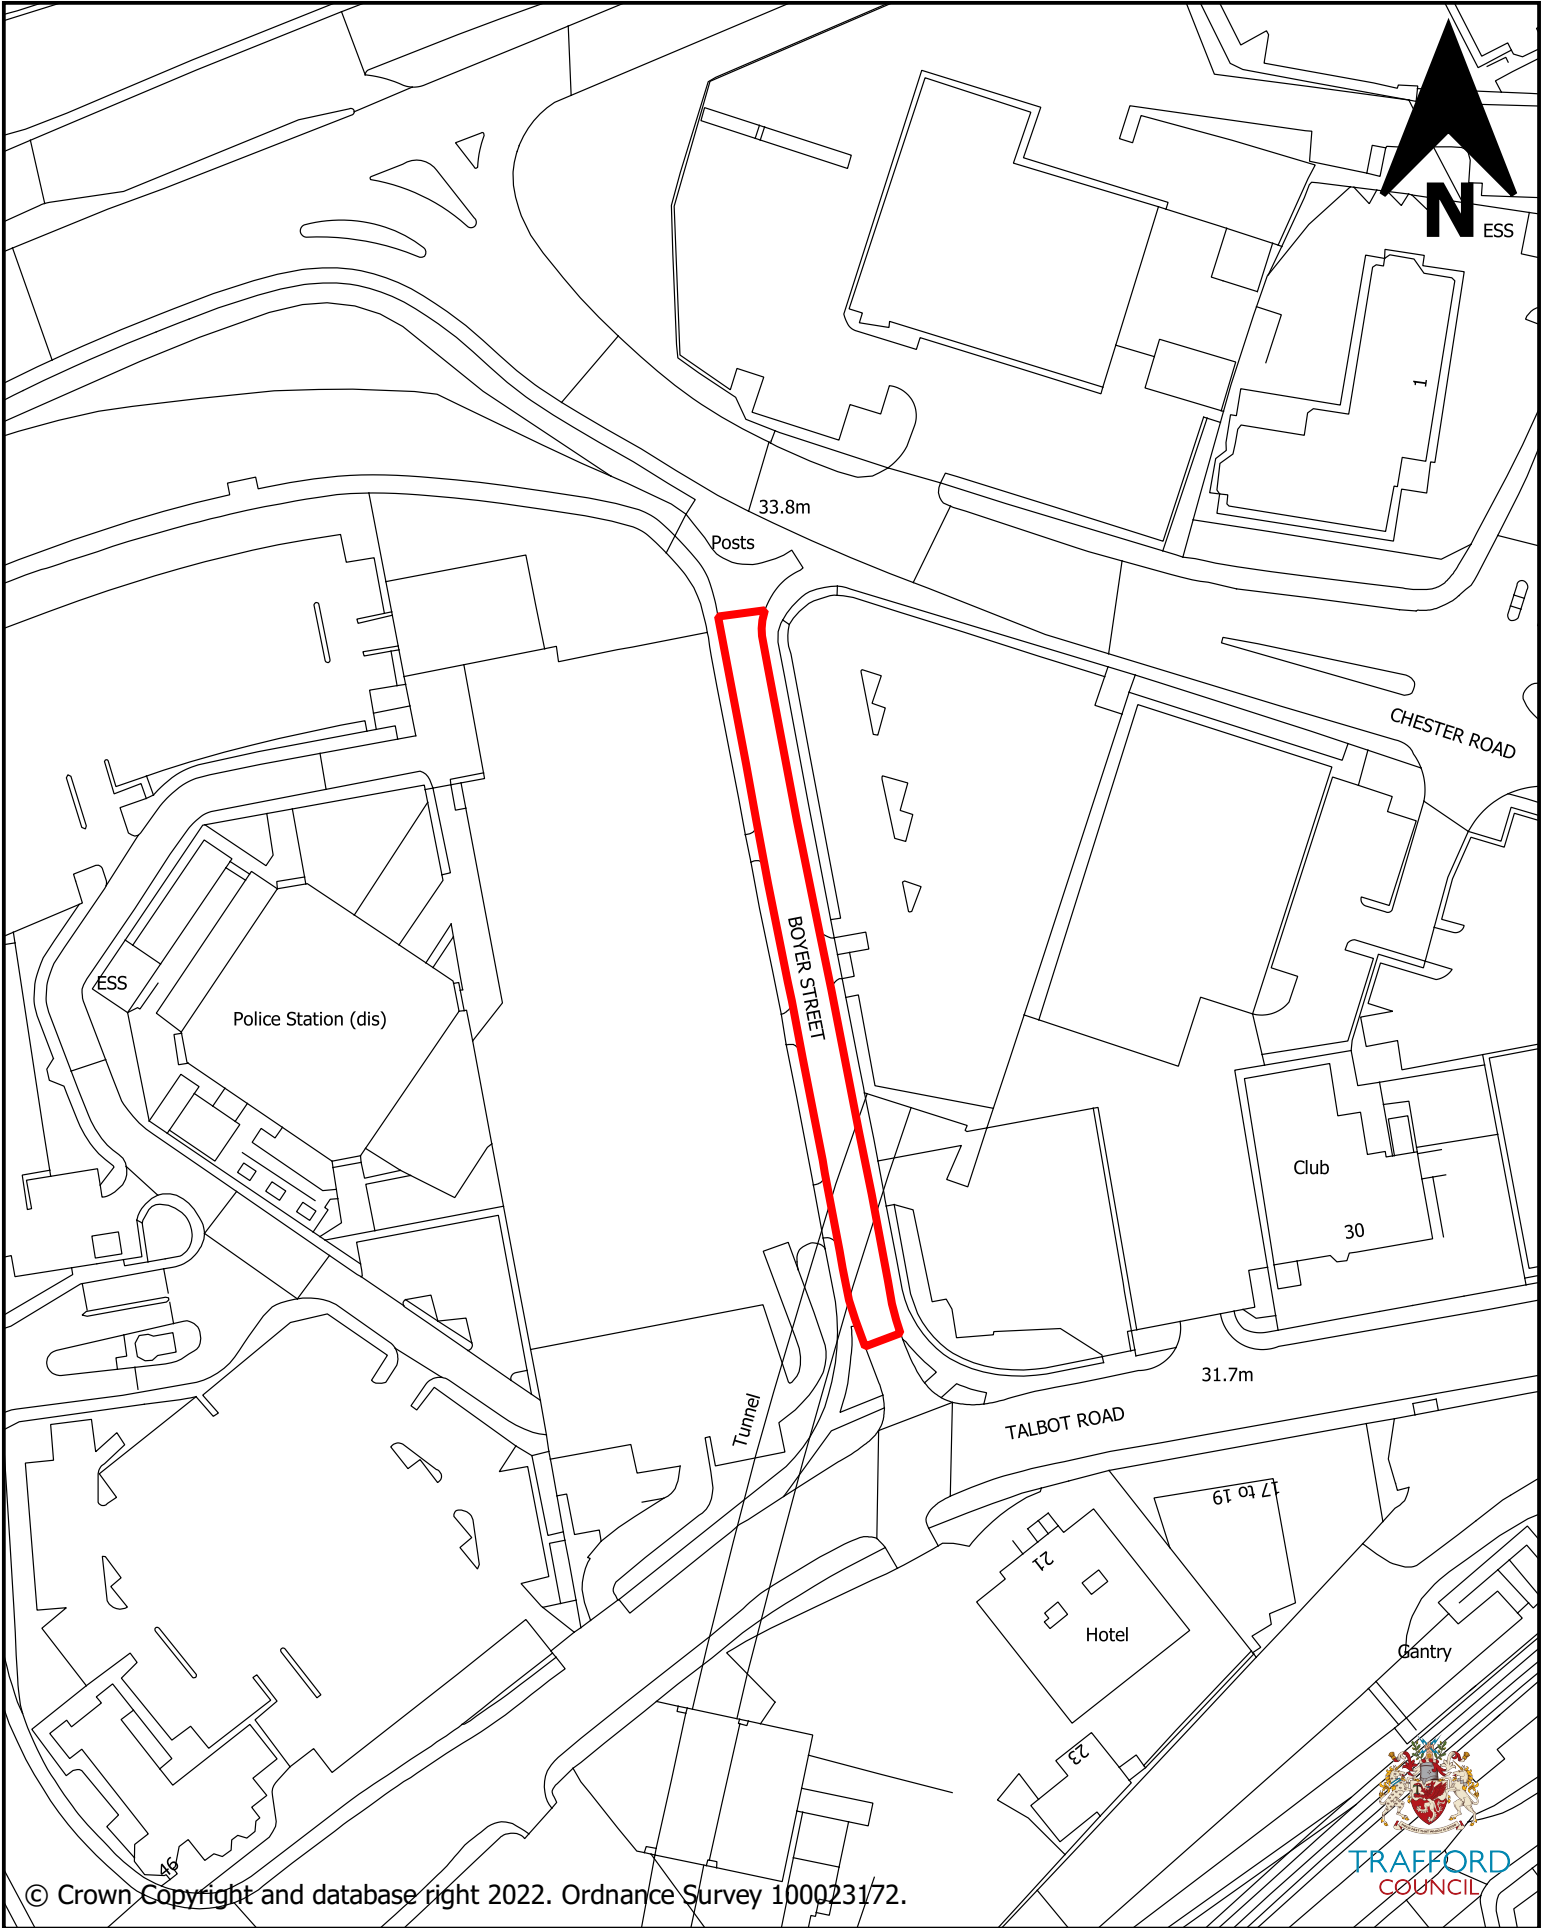 N
ESS
1
33.8m
Posts
CHESTER ROAD
BOYER STREET
ESS
Police Station (dis)
Club
30
31.7m
Tunnel
TALBOT ROAD
17 to 19
21
Hotel
Gantry
23
46
TRAFFORD
COUNCIL
© Crown Copyright and database right 2022. Ordnance Survey 100023172.